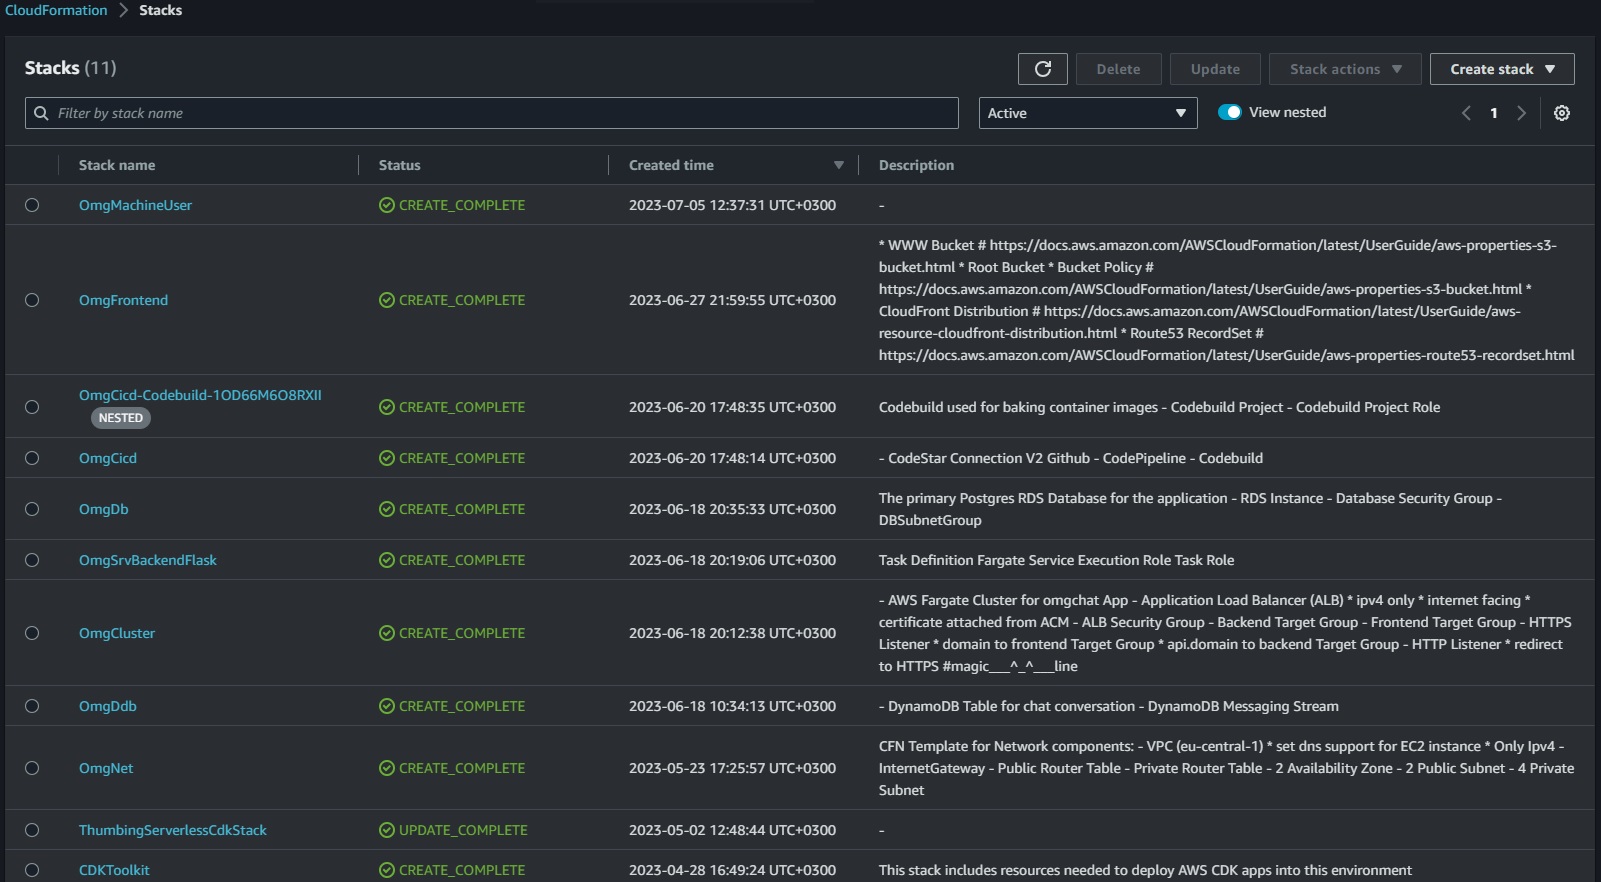 CloudFormation > Stacks
Stacks (11)
Delete
Update
Stack actions
Create stack
Filter by stack name
Active
View nested
1
Stack name
Status
Created time
Description
OmgMachineUser
CREATE_COMPLETE
2023-07-05 12:37:31 UTC+0300
-
OmgFrontend
CREATE_COMPLETE
2023-06-27 21:59:55 UTC+0300
* WWW Bucket # https://docs.aws.amazon.com/AWSCloudFormation/latest/UserGuide/aws-properties-s3-
bucket.html * Root Bucket * Bucket Policy #
https://docs.aws.amazon.com/AWSCloudFormation/latest/UserGuide/aws-properties-s3-bucket.html *
CloudFront Distribution # https://docs.aws.amazon.com/AWSCloudFormation/latest/UserGuide/aws-
resource-cloudfront-distribution.html * Route53 RecordSet #
https://docs.aws.amazon.com/AWSCloudFormation/latest/UserGuide/aws-properties-route53-recordset.html
OmgCicd-Codebuild-1OD66M6O8RXII
NESTED
CREATE_COMPLETE
2023-06-20 17:48:35 UTC+0300
Codebuild used for baking container images - Codebuild Project - Codebuild Project Role
OmgCicd
CREATE_COMPLETE
2023-06-20 17:48:14 UTC+0300
- CodeStar Connection V2 Github - CodePipeline - Codebuild
OmgDb
CREATE_COMPLETE
2023-06-18 20:35:33 UTC+0300
The primary Postgres RDS Database for the application - RDS Instance - Database Security Group -
DBSubnetGroup
OmgSrvBackendFlask
CREATE_COMPLETE
2023-06-18 20:19:06 UTC+0300
Task Definition Fargate Service Execution Role Task Role
OmgCluster
CREATE_COMPLETE
2023-06-18 20:12:38 UTC+0300
- AWS Fargate Cluster for omgchat App - Application Load Balancer (ALB) * ipv4 only * internet facing *
certificate attached from ACM - ALB Security Group - Backend Target Group - Frontend Target Group - HTTPS
Listener * domain to frontend Target Group * api.domain to backend Target Group - HTTP Listener * redirect
to HTTPS #magic___^_^___line
OmgDdb
CREATE_COMPLETE
2023-06-18 10:34:13 UTC+0300
- DynamoDB Table for chat conversation - DynamoDB Messaging Stream
OmgNet
CREATE_COMPLETE
2023-05-23 17:25:57 UTC+0300
CFN Template for Network components: - VPC (eu-central-1) * set dns support for EC2 instance * Only Ipv4 -
InternetGateway - Public Router Table - Private Router Table - 2 Availability Zone - 2 Public Subnet - 4 Private
Subnet
ThumbingServerlessCdkStack
UPDATE_COMPLETE
2023-05-02 12:48:44 UTC+0300
-
CDKToolkit
CREATE_COMPLETE
2023-04-28 16:49:24 UTC+0300
This stack includes resources needed to deploy AWS CDK apps into this environment